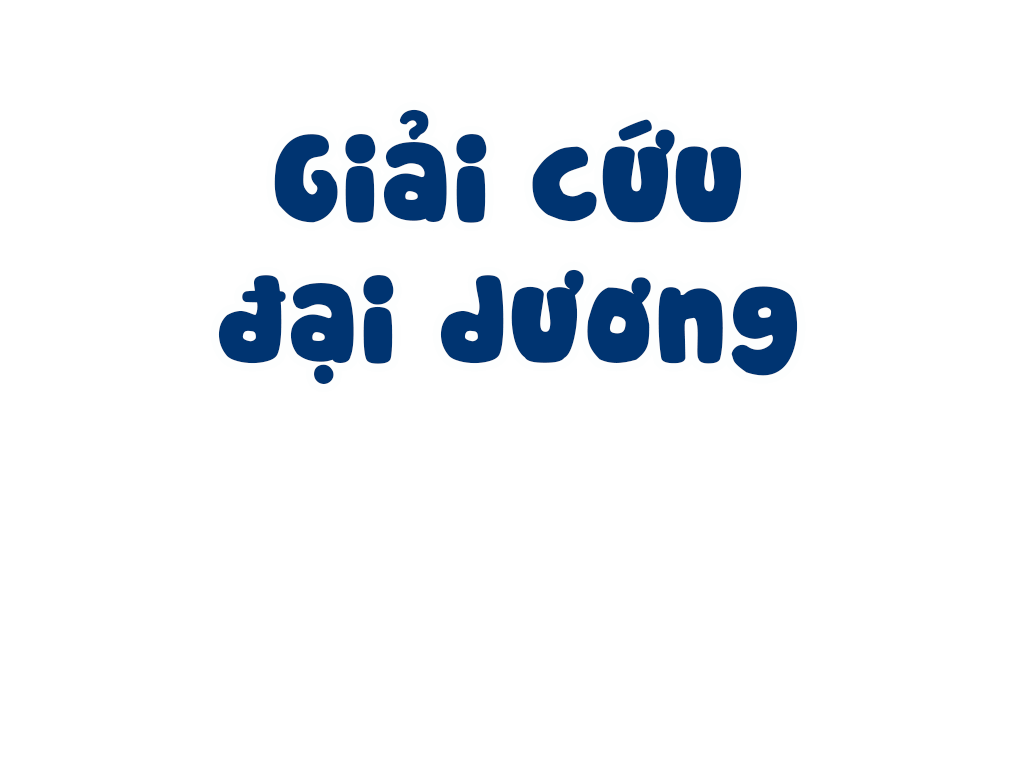 Giải cứu
đại dương